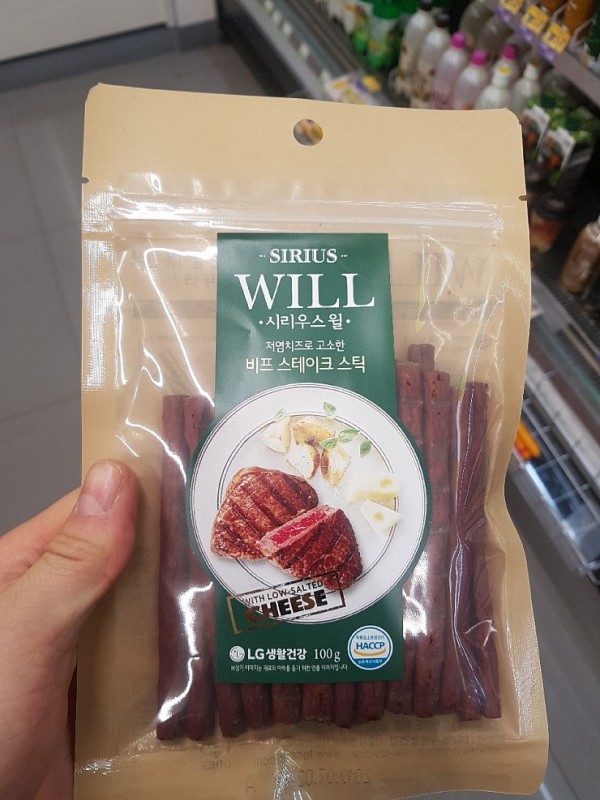 SIRIUS
WILL
·시리우스 윌·
저염치즈로 고소한
비프 스테이크 스틱
WITH LOW-SALTED
CHEESE
LG생활건강 100g
HACCP